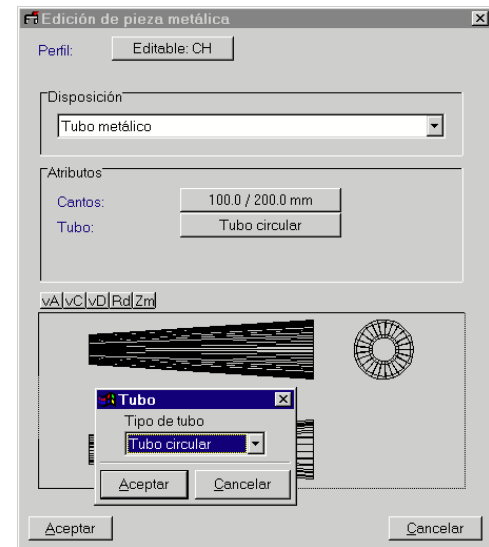 Edición de pieza metálica
Perfil: Editable: CH
Disposición
Tubo metálico
Atributos
Cantos: 100.0 / 200.0 mm
Tubo: Tubo circular
vA vC vD Rd Zm
Tubo
Tipo de tubo
Tubo circular
Aceptar Cancelar
Aceptar Cancelar